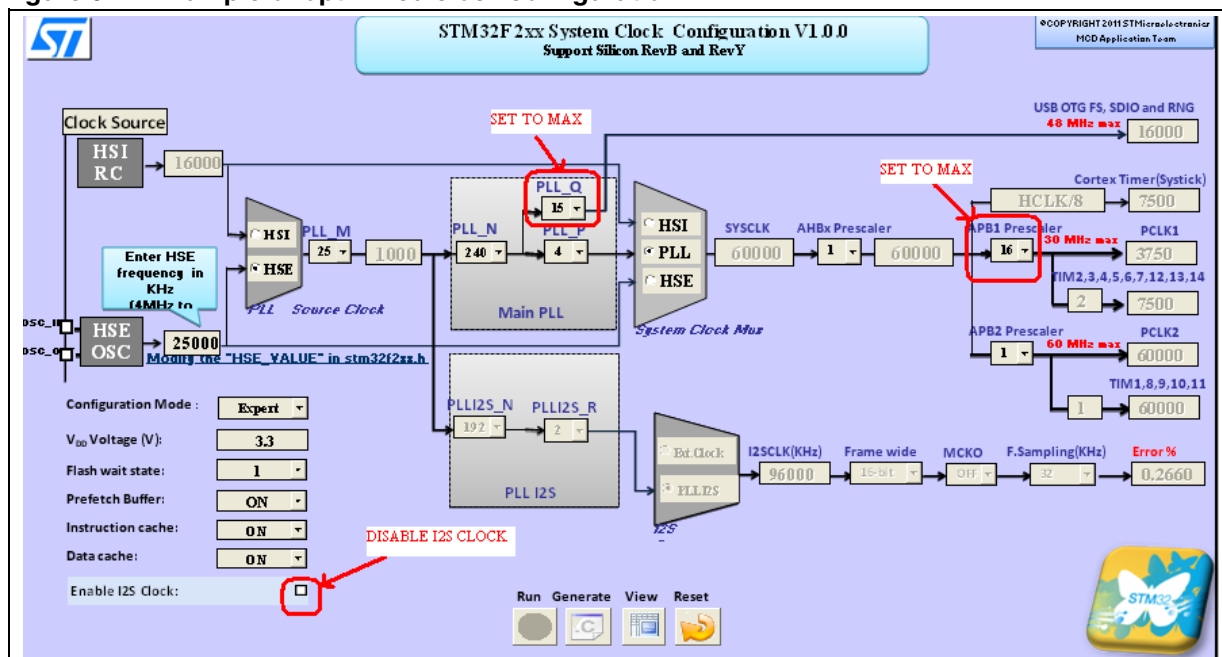 ST
STM32F2xx System Clock Configuration V1.0.0
Support Silicon RevB and RevY
©COPYRIGHT 2011 STMicroelectronics
MCD Application Team
Clock Source
HSI
RC
16000
SET TO MAX
USB OTG FS, SDIO and RNG
48 MHz max
16000
SET TO MAX
Cortex Timer(Systick)
HCLK/8
7500
PLL_Q
15
PLL_N
240
PLL_P
4
Main PLL
HSI
HSE
PLL Source Clock
PLL_M
25
1000
HSI
PLL
HSE
System Clock Mux
SYSCLK
60000
AHBx Prescaler
1
60000
APB1 Prescaler
16
30 MHz max
PCLK1
3750
TIM2,3,4,5,6,7,12,13,14
2
7500
APB2 Prescaler
1
60 MHz max
PCLK2
60000
TIM1,8,9,10,11
1
60000
Enter HSE
frequency in
KHz
(4MHz to
HSE
OSC
25000
Modify the "HSE_VALUE" in stm32f2xx.h
PLLI2S_N
192
PLLI2S_R
2
PLL I2S
Ext.Clock
PLLI2S
I2S
I2SCLK(KHz)
96000
Frame wide
16-bit
MCKO
OFF
F.Sampling(KHz)
32
Error %
0.2660
Configuration Mode :
Expert
VDD Voltage (V):
3.3
Flash wait state:
1
Prefetch Buffer:
ON
Instruction cache:
ON
Data cache:
ON
Enable I2S Clock:
DISABLE I2S CLOCK
Run Generate View Reset
.C
STM32